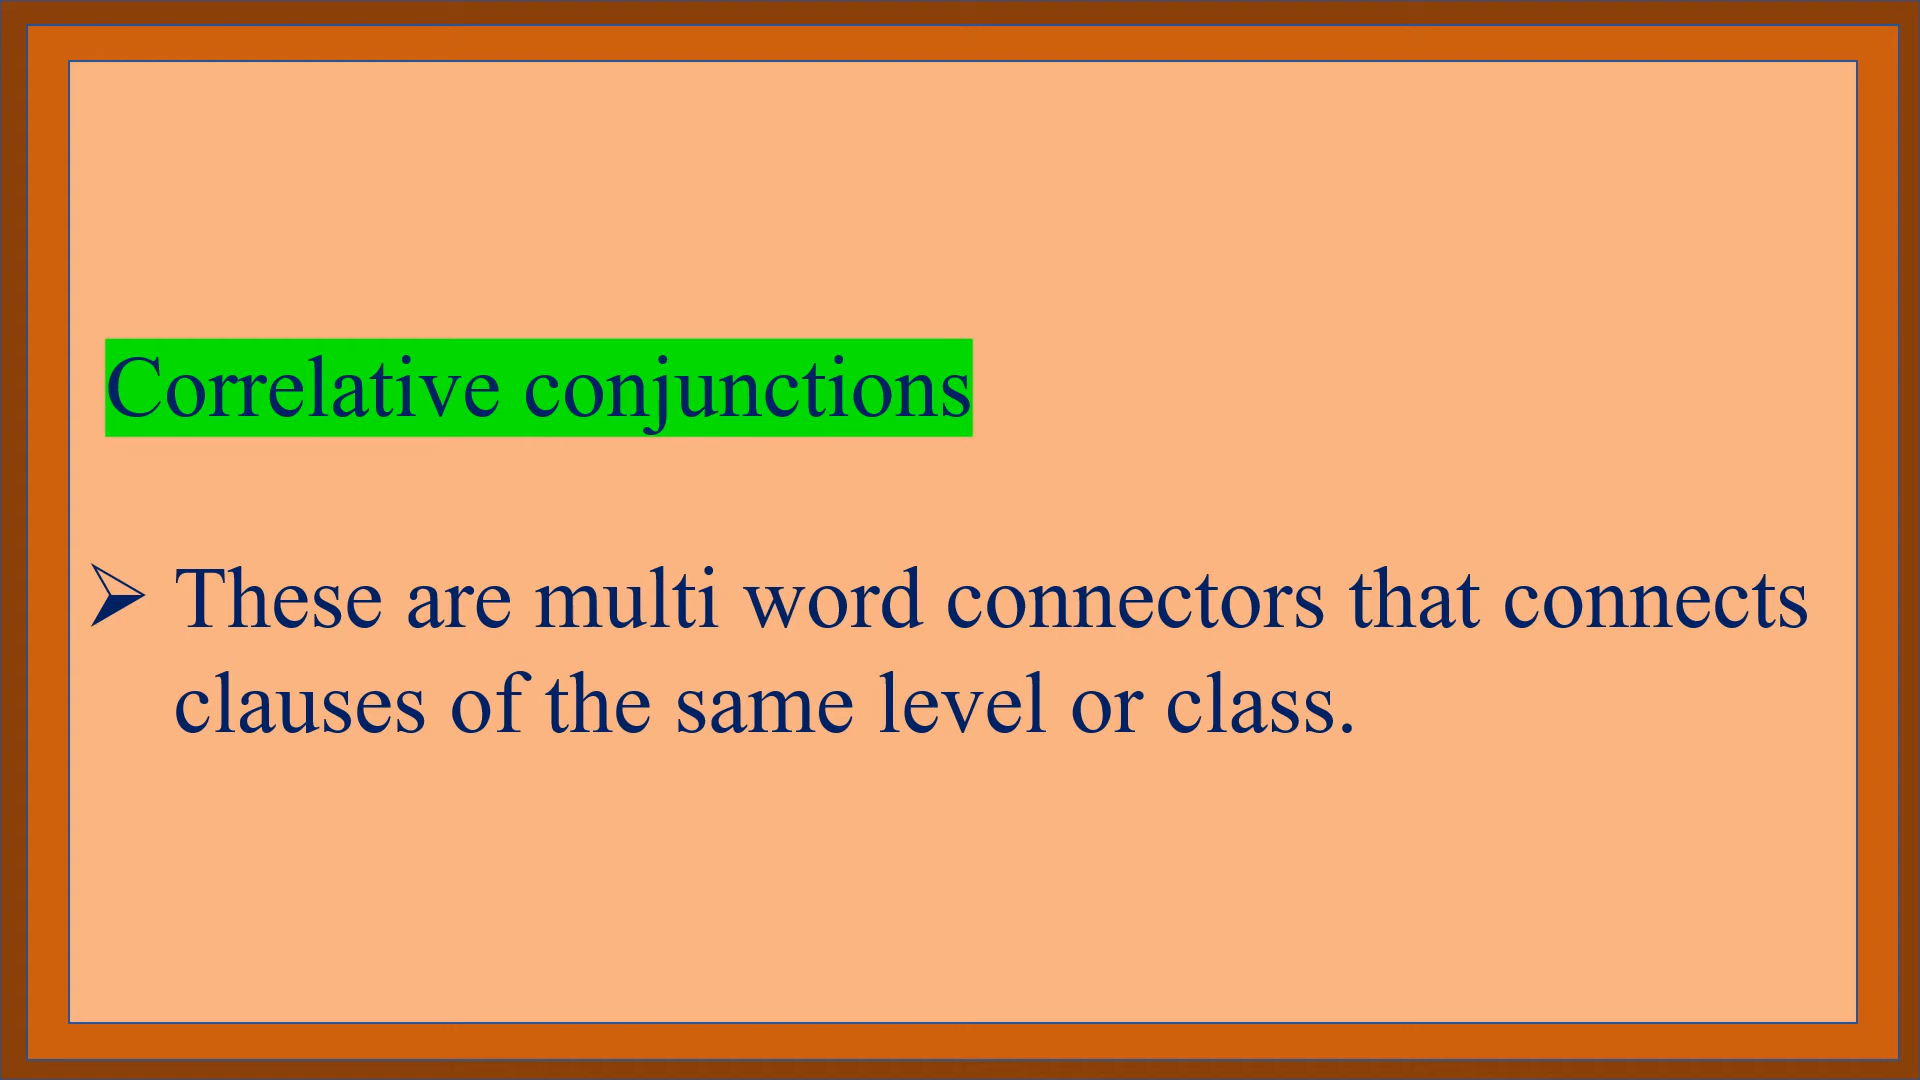 Correlative conjunctions
➢ These are multi word connectors that connects
clauses of the same level or class.